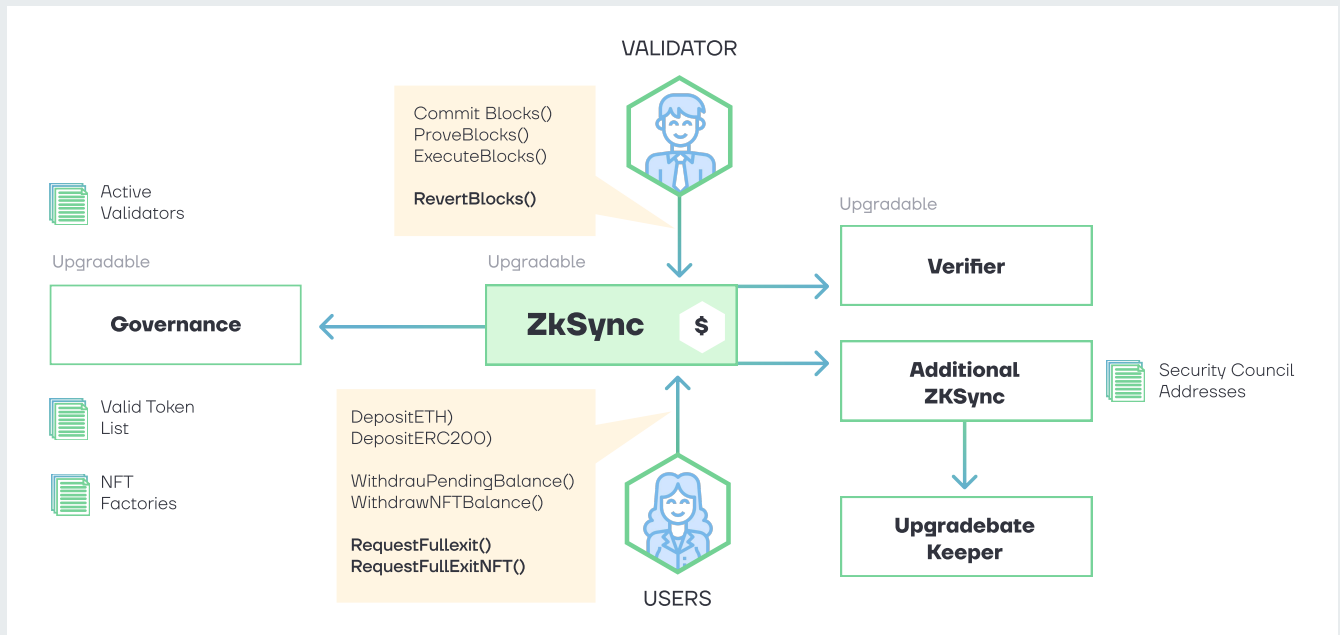 VALIDATOR
Commit Blocks()
ProveBlocks()
ExecuteBlocks()
RevertBlocks()
Active
Validators
Upgradable
Governance
Valid Token
List
NFT
Factories
Upgradable
ZkSync
$
DepositETH)
DepositERC200)
WithdrauPendingBalance()
WithdrawNFTBalance()
RequestFullexit()
RequestFullExitNFT()
USERS
Upgradable
Verifier
Additional
ZKSync
Security Council
Addresses
Upgradebate
Keeper